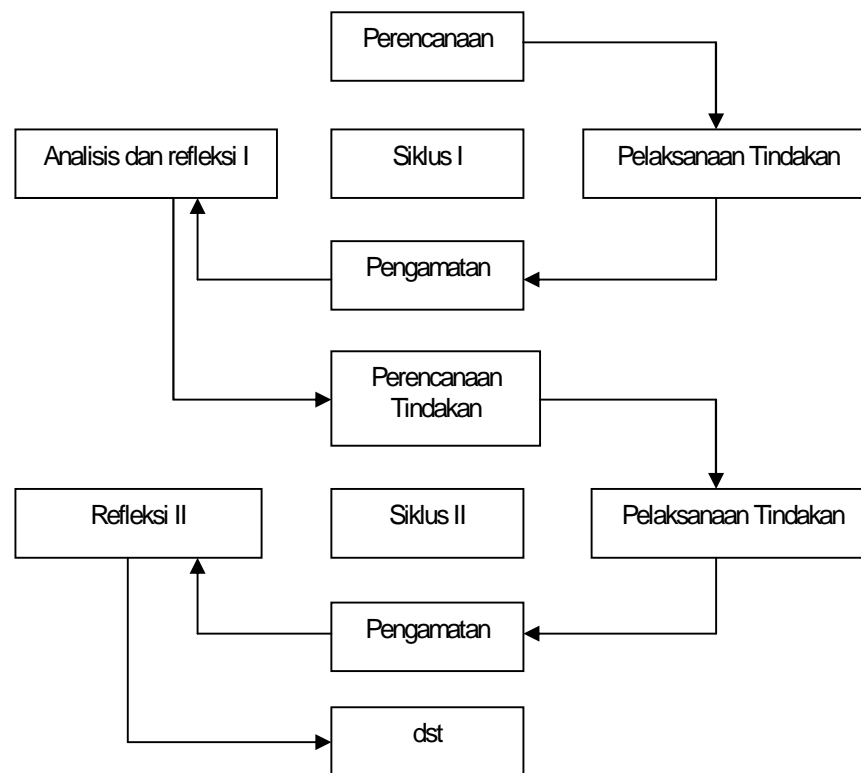 Perencanaan
Analisis dan refleksi I
Siklus I
Pelaksanaan Tindakan
Pengamatan
Perencanaan
Tindakan
Refleksi II
Siklus II
Pelaksanaan Tindakan
Pengamatan
dst